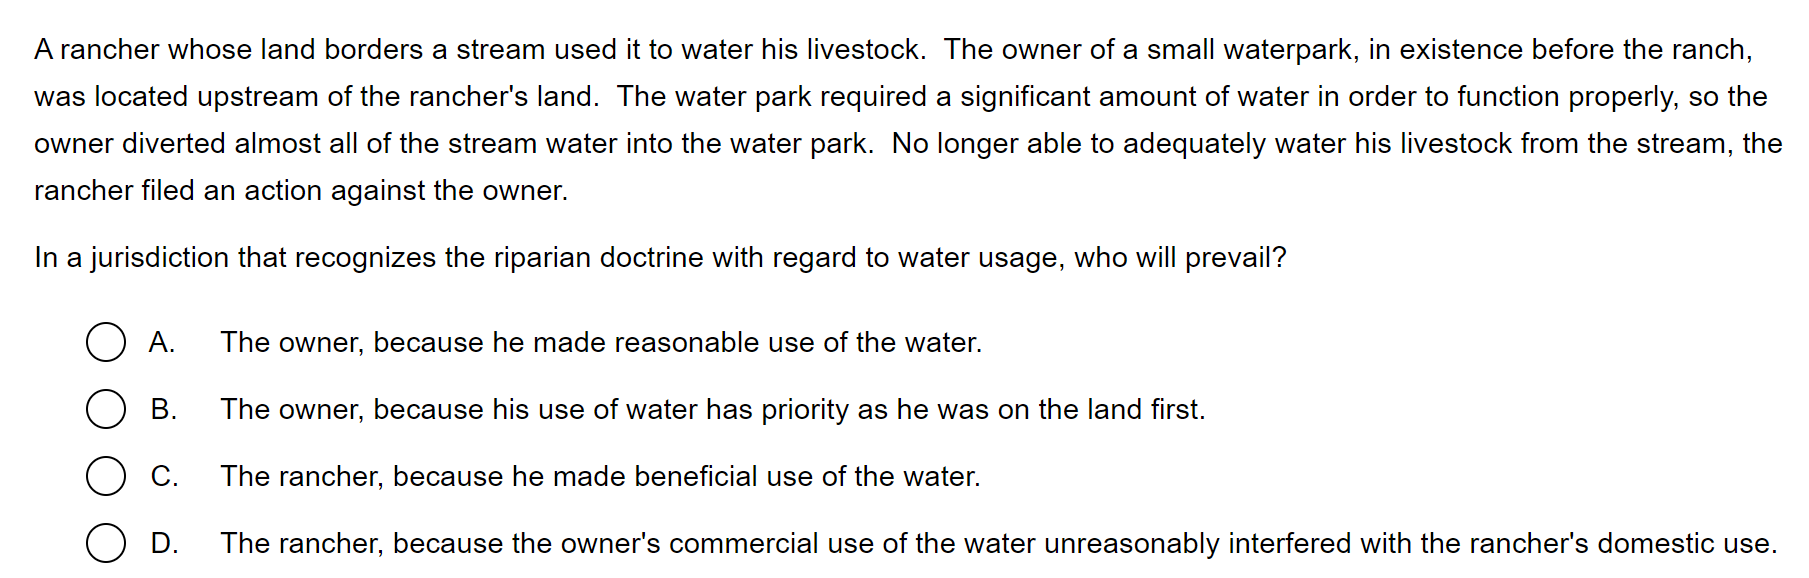 A rancher whose land borders a stream used it to water his livestock.  The owner of a small waterpark, in existence before the ranch,
was located upstream of the rancher's land.  The water park required a significant amount of water in order to function properly, so the
owner diverted almost all of the stream water into the water park.  No longer able to adequately water his livestock from the stream, the
rancher filed an action against the owner.
In a jurisdiction that recognizes the riparian doctrine with regard to water usage, who will prevail?
A. The owner, because he made reasonable use of the water.
B. The owner, because his use of water has priority as he was on the land first.
C. The rancher, because he made beneficial use of the water.
D. The rancher, because the owner's commercial use of the water unreasonably interfered with the rancher's domestic use.